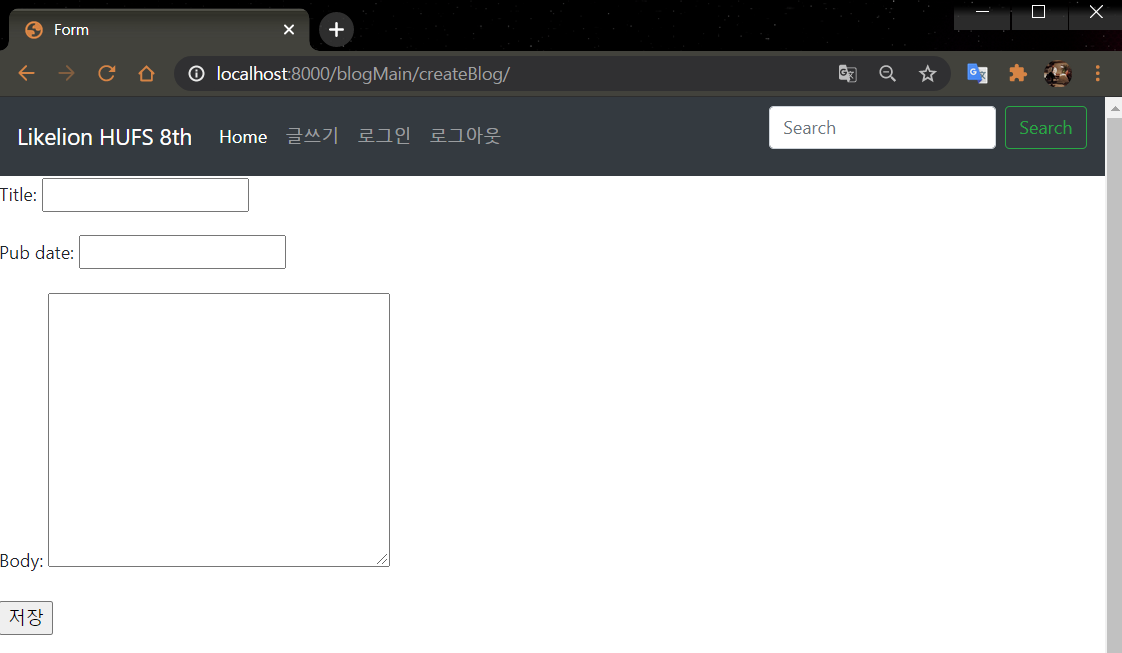 Form
localhost:8000/blogMain/createBlog/
Likelion HUFS 8th Home 글쓰기 로그인 로그아웃 Search Search
Title:
Pub date:
Body:
저장